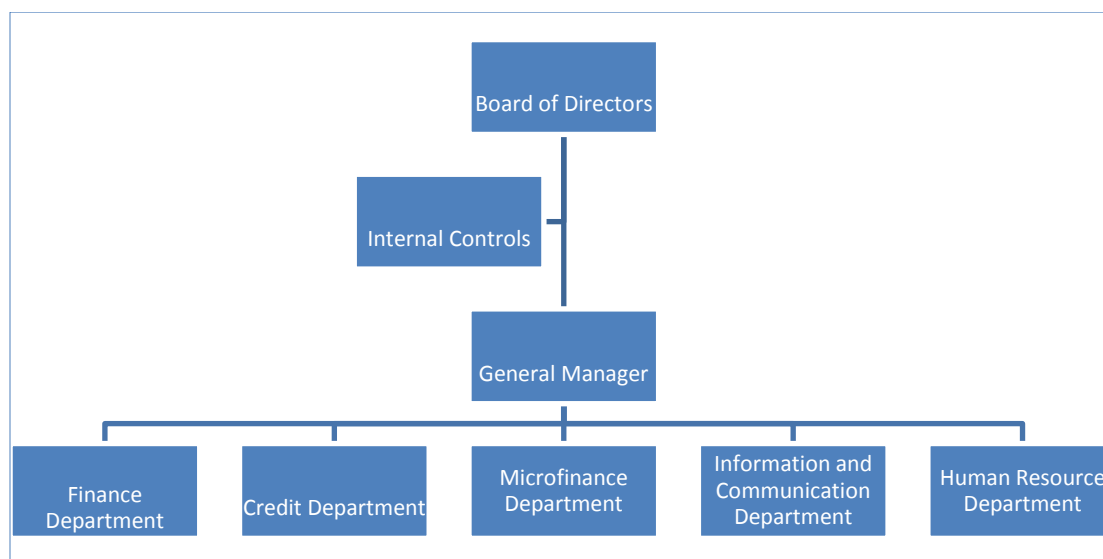 Board of Directors
Internal Controls
General Manager
Finance
Department
Credit Department
Microfinance
Department
Information and
Communication
Department
Human Resource
Department